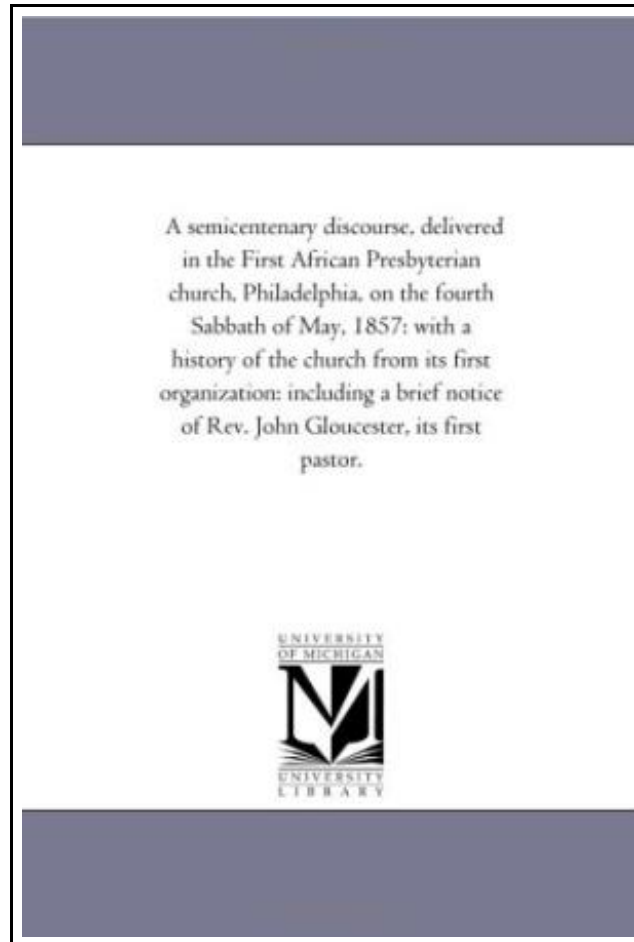 A semicentenary discourse, delivered
in the First African Presbyterian
church, Philadelphia, on the fourth
Sabbath of May, 1857: with a
history of the church from its first
organization: including a brief notice
of Rev. John Gloucester, its first
pastor.
UNIVERSITY
OF MICHIGAN
M
UNIVERSITY
LIBRARY